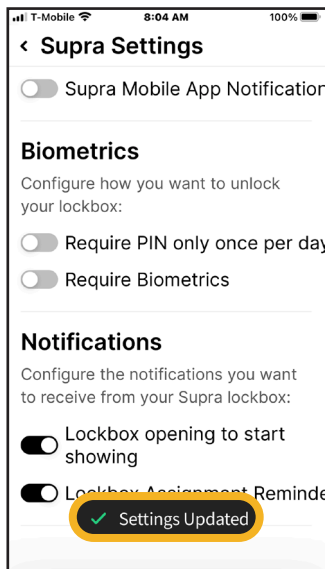 T-Mobile 8:04 AM 100%
Supra Settings
Supra Mobile App Notification
Biometrics
Configure how you want to unlock
your lockbox:
Require PIN only once per day
Require Biometrics
Notifications
Configure the notifications you want
to receive from your Supra lockbox:
Lockbox opening to start
showing
Lockbox Assignment Reminde
Settings Updated